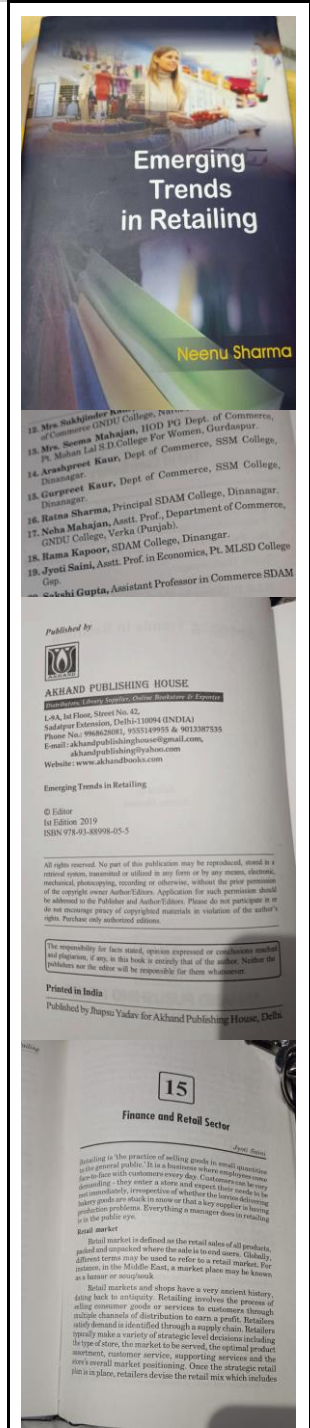 Emerging
Trends
in Retailing
Neenu Sharma
12. Mrs. Sukhjinder
of Commerce GNDU College,
13. Mrs. Seema Mahajan, HOD PG Dept. of Commerce,
Pt. Mohan Lal S.D.College For Women, Gurdaspur.
14. Arashpreet Kaur, Dept of Commerce, SSM College,
Dinanagar.
15. Gurpreet Kaur, Dept of Commerce, SSM College,
Dinanagar.
16. Ratna Sharma, Principal SDAM College, Dinanagar.
17. Neha Mahajan, Asstt. Prof., Department of Commerce,
GNDU College, Verka (Punjab).
18. Rama Kapoor, SDAM College, Dinangar.
19. Jyoti Saini, Asstt. Prof. in Economics, Pt. MLSD College
Gsp.
Sakshi Gupta, Assistant Professor in Commerce SDAM
Published by
AKHAND
AKHAND PUBLISHING HOUSE
Distributors, Library Supplier, Online Bookstore & Exporter
L-9A, Ist Floor, Street No. 42,
Sadatpur Extension, Delhi-110094 (INDIA)
Phone No.: 9968628081, 9555149955 & 9013387535
E-mail: akhandpublishinghouse@gmail.com,
akhandpublishing@yahoo.com
Website: www.akhandbooks.com
Emerging Trends in Retailing
© Editor
Ist Edition 2019
ISBN 978-93-88998-05-5
All rights reserved. No part of this publication may be reproduced, stored in a
retrieval system, transmitted or utilized in any form or by any means, electronic,
mechanical, photocopying, recording or otherwise, without the prior permission
of the copyright owner Author/Editors. Application for such permission should
be addressed to the Publisher and Author/Editors. Please do not participate in or
do not encourage piracy of copyrighted materials in violation of the author's
rights. Purchase only authorized editions.
The responsibility for facts stated, opinion expressed or conclusions reached
and plagiarism, if any, in this book is entirely that of the author. Neither the
publishers nor the editor will be responsible for them whatsoever.
Printed in India
Published by Jhapsu Yadav for Akhand Publishing House, Delhi.
15
Finance and Retail Sector
Jyoti Saini
Retailing is 'the practice of selling goods in small quantities
to the general public.' It is a business where employees come
face-to-face with customers every day. Customers can be very
demanding - they enter a store and expect their needs to be
met immediately, irrespective of whether the lorries delivering
bakery goods are stuck in snow or that a key supplier is having
production problems. Everything a manager does in retailing
is in the public eye.
Retail market
Retail market is defined as the retail sales of all products,
packed and unpacked where the sale is to end users. Globally,
different terms may be used to refer to a retail market. For
instance, in the Middle East, a market place may be known
as a bazaar or souq/souk.
Retail markets and shops have a very ancient history,
dating back to antiquity. Retailing involves the process of
selling consumer goods or services to customers through
multiple channels of distribution to earn a profit. Retailers
satisfy demand is identified through a supply chain. Retailers
typically make a variety of strategic level decisions including
the type of store, the market to be served, the optimal product
assortment, customer service, supporting services and the
store's overall market positioning. Once the strategic retail
plan is in place, retailers devise the retail mix which includes